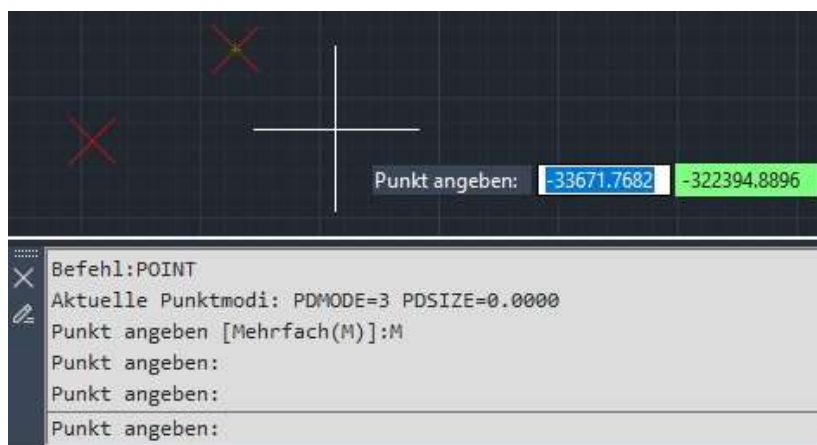 Punkt angeben: -33671.7682 -322394.8896
Befehl:POINT
Aktuelle Punktmodi: PDMODE=3 PDSIZE=0.0000
Punkt angeben [Mehrfach(M)]:M
Punkt angeben:
Punkt angeben:
Punkt angeben: